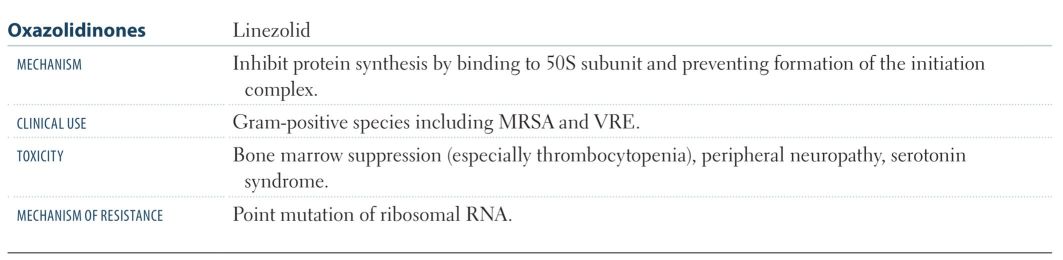 Oxazolidinones Linezolid
MECHANISM Inhibit protein synthesis by binding to 50S subunit and preventing formation of the initiation
complex.
CLINICAL USE Gram-positive species including MRSA and VRE.
TOXICITY Bone marrow suppression (especially thrombocytopenia), peripheral neuropathy, serotonin
syndrome.
MECHANISM OF RESISTANCE Point mutation of ribosomal RNA.